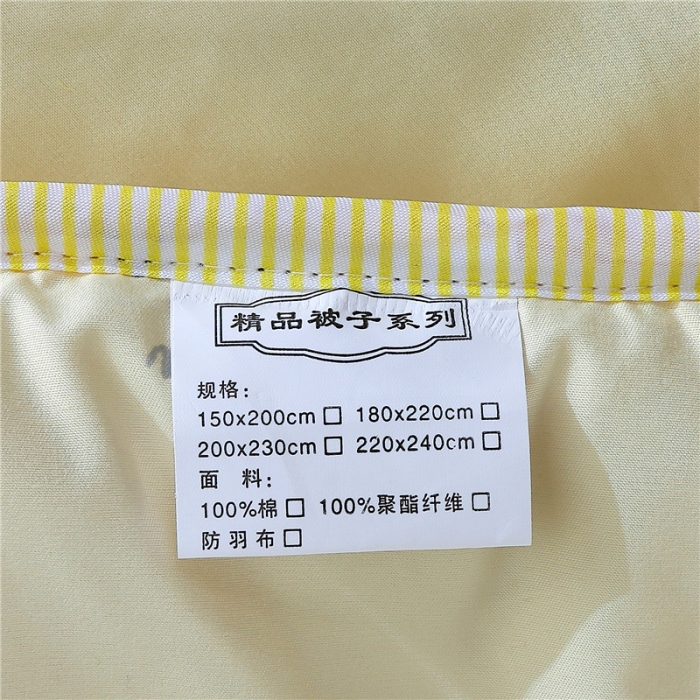 精品被子系列
规格:
150x200cm □ 180x220cm □
200x230cm □ 220x240cm □
面 料:
100%棉 □ 100%聚酯纤维 □
防羽布 □